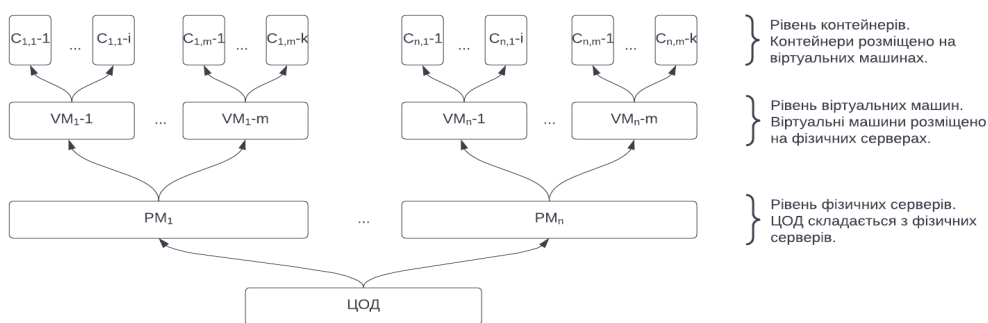 C1,1-1 ... C1,1-i C1,m-1 ... C1,m-k Cn,1-1 ... Cn,1-i Cn,m-1 ... Cn,m-k
Рівень контейнерів.
Контейнери розміщено на
віртуальних машинах.
VM1-1 ... VM1-m VMn-1 ... VMn-m
Рівень віртуальних машин.
Віртуальні машини розміщено
на фізичних серверах.
PM1 ... PMn
Рівень фізичних серверів.
ЦОД складається з фізичних
серверів.
ЦОД